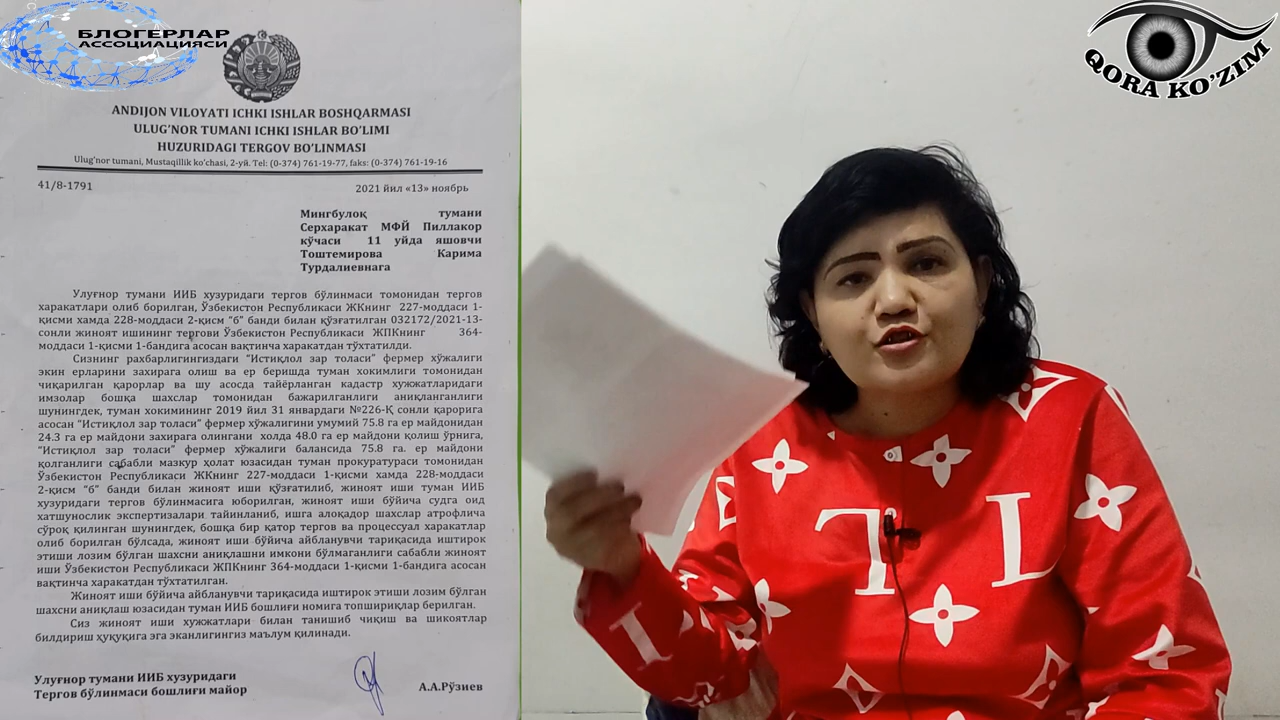 БЛОГЕРЛАР
АССОЦИАЦИЯСИ
QORA KO'ZIM
ANDIJON VILOYATI ICHKI ISHLAR BOSHQARMASI
ULUG'NOR TUMANI ICHKI ISHLAR BO'LIMI
HUZURIDAGI TERGOV BO'LINMASI
Ulug'nor tumani, Mustaqillik ko'chasi, 2-уй. Tel: (0-374) 761-19-77, faks: (0-374) 761-19-16
41/8-1791
2021 йил «13» ноябрь
Мингбулоқ тумани
Серхаракат МФЙ Пиллакор
кўчаси 11 уйда яшовчи
Тоштемирова Карима
Турдалиевнага
Улуғнор тумани ИИБ хузуридаги тергов бўлинмаси томонидан тергов
харакатлари олиб борилган, Ўзбекистон Республикаси ЖКнинг 227-моддаси 1-
қисми хамда 228-моддаси 2-қисм "б" банди билан қўзғатилган 032172/2021-13-
сонли жиноят ишининг тергови Ўзбекистон Республикаси ЖПКнинг 364-
моддаси 1-қисми 1-бандига асосан вақтинча харакатдан тўхтатилди.
Сизнинг рахбарлигингиздаги "Истиқлол зар толаси" фермер хўжалиги
экин ерларини захирага олиш ва ер беришда туман хокимлиги томонидан
чиқарилган қарорлар ва шу асосда тайёрланган кадастр хужжатларидаги
имзолар бошқа шахслар томонидан бажарилганлиги аниқланганлиги
шунингдек, туман хокимининг 2019 йил 31 январдаги №226-Қ сонли қарорига
асосан "Истиқлол зар толаси" фермер хўжалигини умумий 75.8 га ер майдонидан
24.3 га ер майдони захирага олингани холда 48.0 га ер майдони қолиш ўрнига,
"Истиқлол зар толаси" фермер хўжалиги балансида 75.8 га. ер майдони
қолганлиги сабабли мазкур ҳолат юзасидан туман прокуратураси томонидан
Ўзбекистон Республикаси ЖКнинг 227-моддаси 1-қисми хамда 228-моддаси
2-қисм "б" банди билан жиноят иши қўзғатилиб, жиноят иши туман ИИБ
хузуридаги тергов бўлинмасига юборилган, жиноят иши бўйича судга оид
хатшунослик экспертизалари тайинланиб, ишга алоқадор шахслар атрофлича
сўроқ қилинган шунингдек, бошқа бир қатор тергов ва процессуал харакатлар
олиб борилган бўлсада, жиноят иши бўйича айбланувчи тариқасида иштирок
этиши лозим бўлган шахсни аниқлашни имкони бўлмаганлиги сабабли жиноят
иши Ўзбекистон Республикаси ЖПКнинг 364-моддаси 1-қисми 1-бандига асосан
вақтинча харакатдан тўхтатилган.
Жиноят иши бўйича айбланувчи тариқасида иштирок этиши лозим бўлган
шахсни аниқлаш юзасидан туман ИИБ бошлиғи номига топшириқлар берилган.
Сиз жиноят иши хужжатлари билан танишиб чиқиш ва шикоятлар
билдириш ҳуқуқига эга эканлигингиз маълум қилинади.
Улуғнор тумани ИИБ хузуридаги
Тергов бўлинмаси бошлиғи майор
А.А.Рўзиев